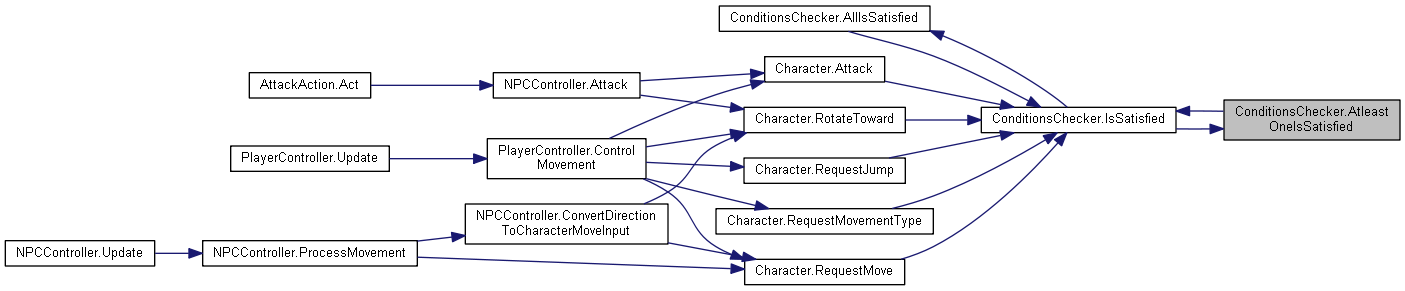 ConditionsChecker.AllIsSatisfied
Character.Attack
AttackAction.Act
NPCController.Attack
ConditionsChecker.Atleast
OneIsSatisfied
Character.RotateToward
ConditionsChecker.IsSatisfied
PlayerController.Update
PlayerController.Control
Movement
Character.RequestJump
NPCController.ConvertDirection
ToCharacterMoveInput
Character.RequestMovementType
NPCController.Update
NPCController.ProcessMovement
Character.RequestMove